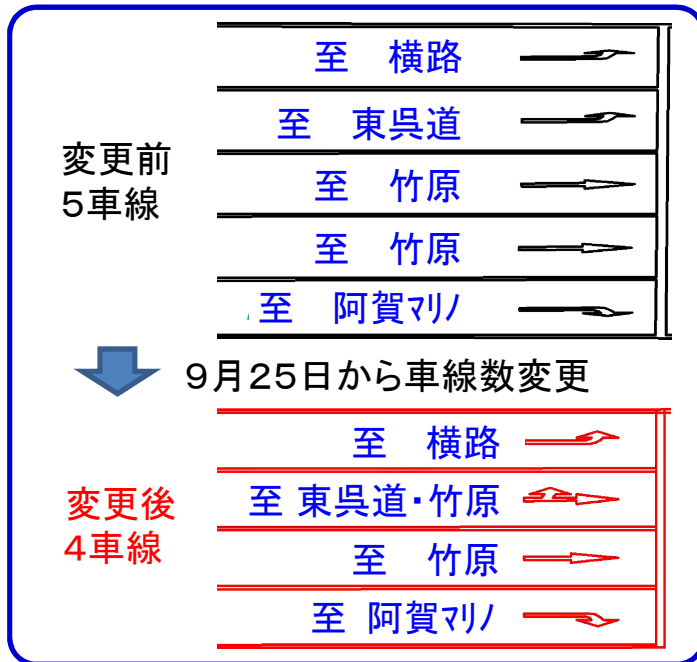 変更前
5車線
至 横路
至 東呉道
至 竹原
至 竹原
至 阿賀マリノ
9月25日から車線数変更
変更後
4車線
至 横路
至 東呉道・竹原
至 竹原
至 阿賀マリノ